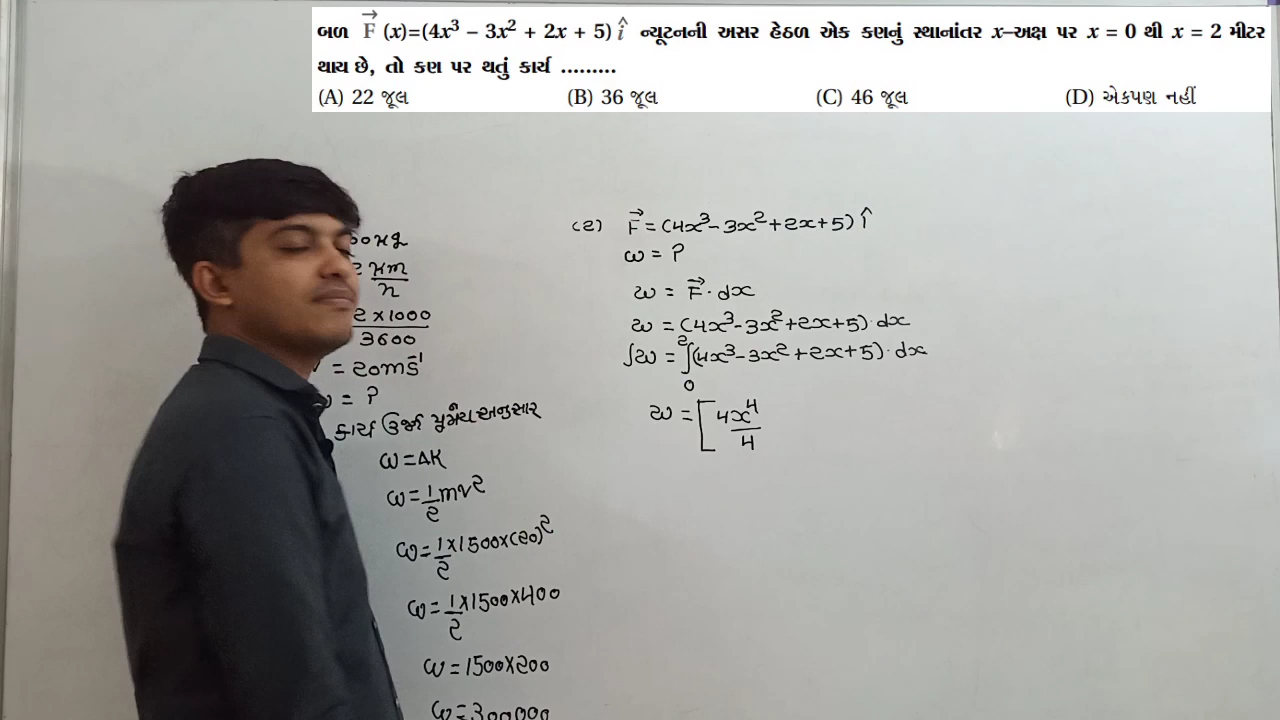 બળ F⃗ (x)=(4x³ − 3x² + 2x + 5) î ન્યૂટનની અસર હેઠળ એક કણનું સ્થાનાંતર x–અક્ષ પર x = 0 થી x = 2 મીટર
થાય છે, તો કણ પર થતું કાર્ય .........
(A) 22 જૂલ (B) 36 જૂલ (C) 46 જૂલ (D) એકપણ નહીં
કાર્ય ઉર્જા પ્રમેય અનુસાર
ω = ΔK
ω = 1/2 mv²
ω = 1/2 × 1500 × (20)²
ω = 1/2 × 1500 × 400
ω = 1500 × 200
ω = 300000
(2) F⃗ = (4x³ − 3x² + 2x + 5) î
ω = ?
ω = F⃗ · dx
ω = (4x³ − 3x² + 2x + 5) · dx
∫ω = ∫₀² (4x³ − 3x² + 2x + 5) · dx
ω = [ 4x⁴/4